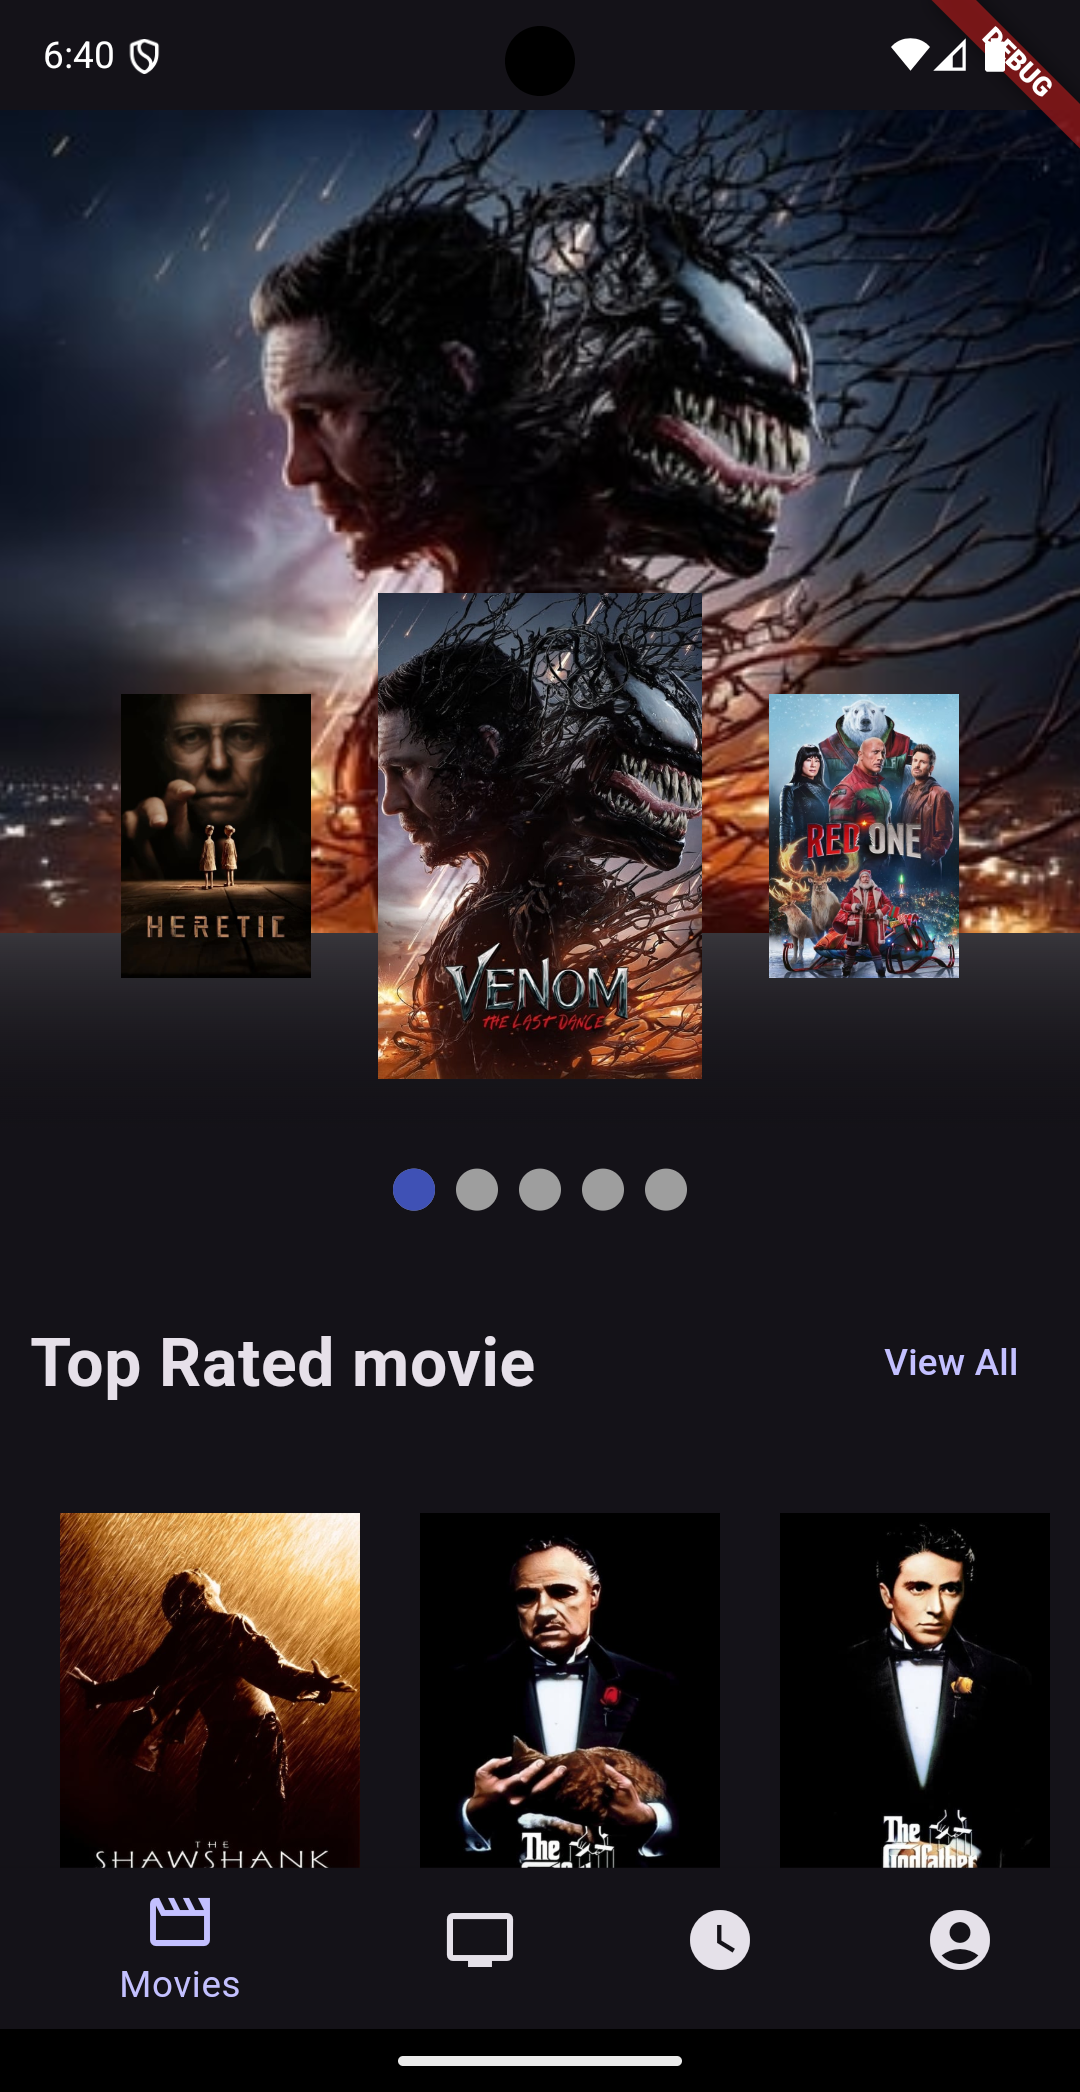 6:40
DEBUG
HERETIC
VENOM
THE LAST DANCE
RED ONE
Top Rated movie
View All
THE
SHAWSHANK
The
The
Godfather
Movies